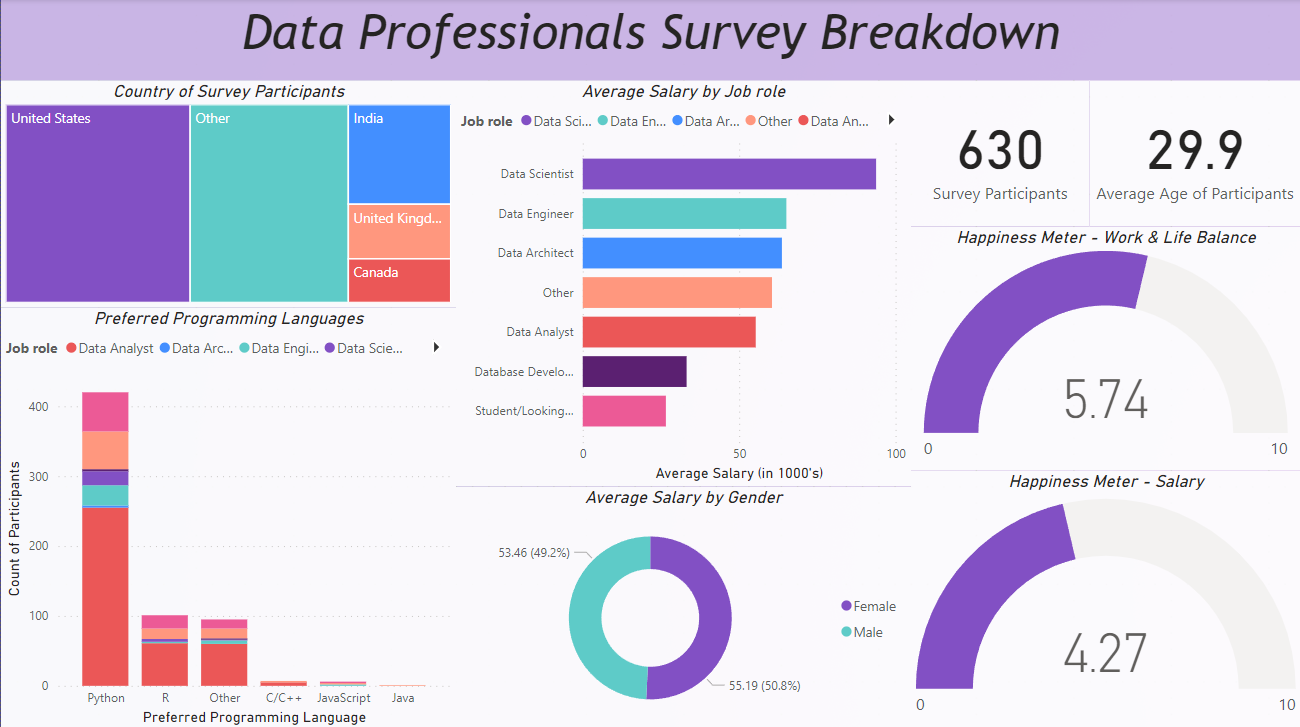 Data Professionals Survey Breakdown
Country of Survey Participants
United States
Other
India
United Kingd...
Canada
Preferred Programming Languages
Job role Data Analyst Data Arc... Data Engi... Data Scie...
Count of Participants
400
300
200
100
0
Python R Other C/C++ JavaScript Java
Preferred Programming Language
Average Salary by Job role
Job role Data Sci... Data En... Data Ar... Other Data An...
Data Scientist
Data Engineer
Data Architect
Other
Data Analyst
Database Develo...
Student/Looking...
0 50 100
Average Salary (in 1000's)
Average Salary by Gender
53.46 (49.2%)
55.19 (50.8%)
Female
Male
630
Survey Participants
29.9
Average Age of Participants
Happiness Meter - Work & Life Balance
5.74
0 10
Happiness Meter - Salary
4.27
0 10